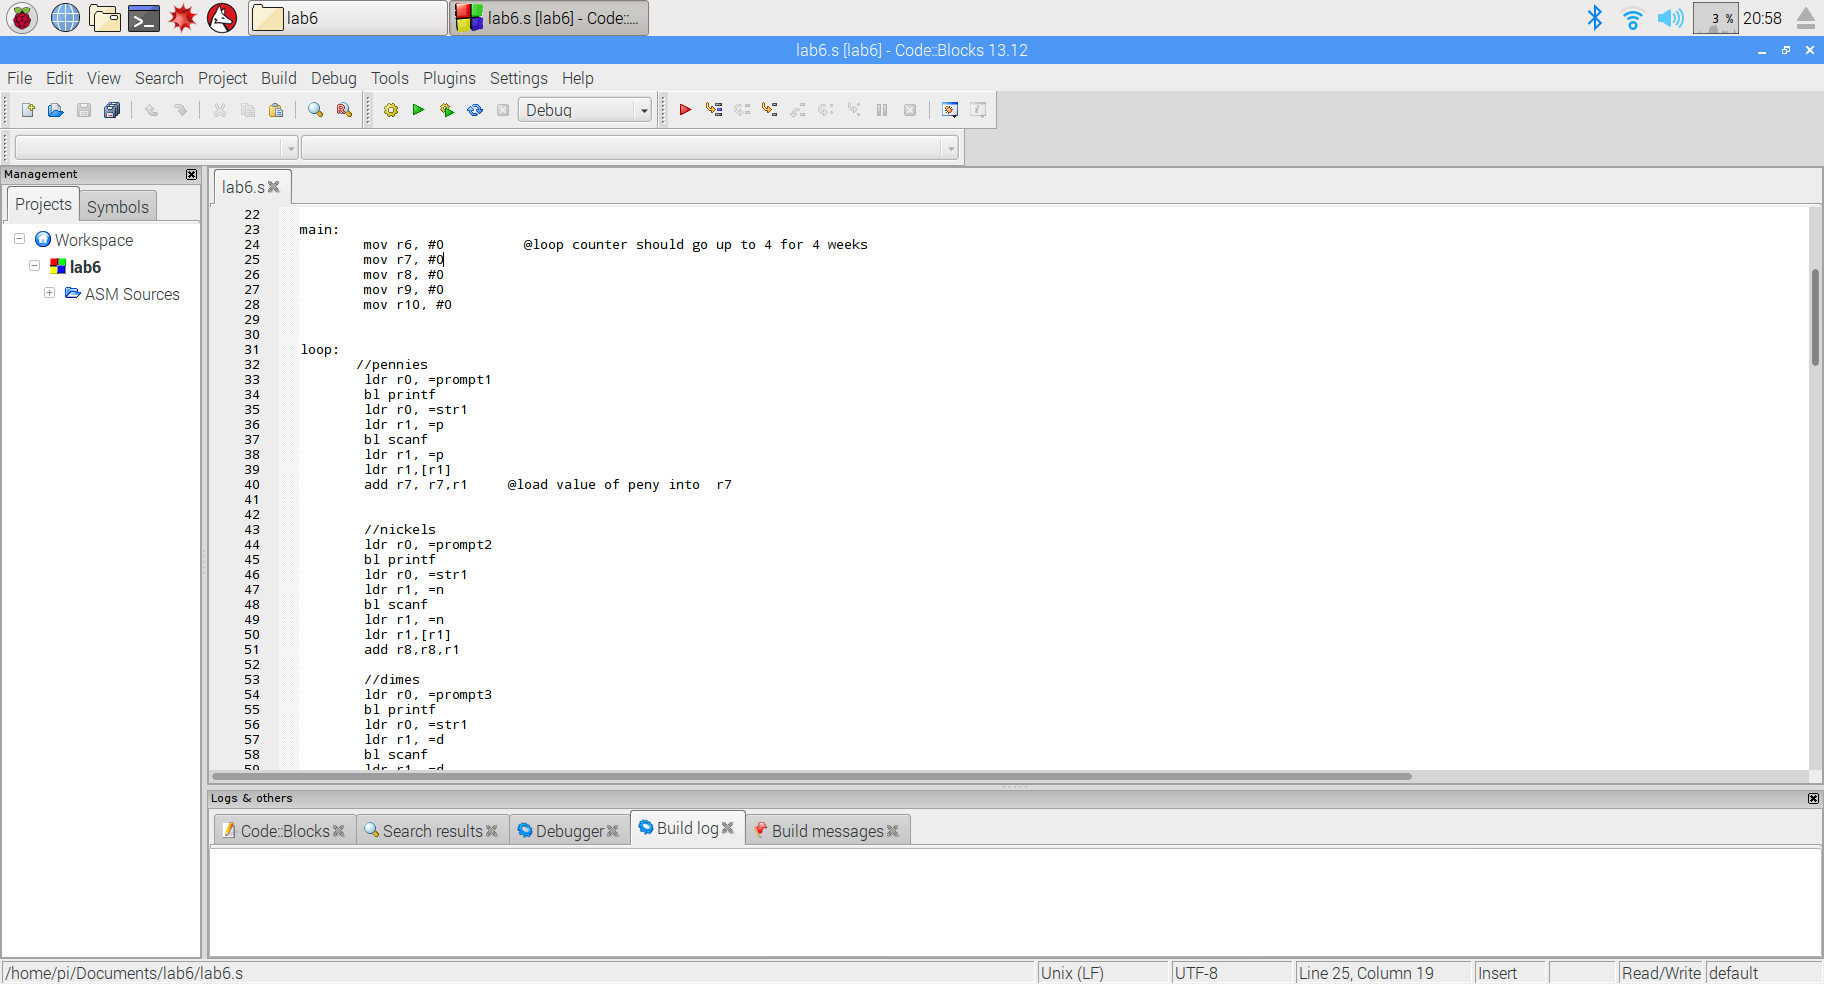 lab6
lab6.s [lab6] - Code::...
3 %
20:58
lab6.s [lab6] - Code::Blocks 13.12
File Edit View Search Project Build Debug Tools Plugins Settings Help
Debug
Management
Projects Symbols
Workspace
lab6
ASM Sources
lab6.s
22
23 main:
24 mov r6, #0 @loop counter should go up to 4 for 4 weeks
25 mov r7, #0
26 mov r8, #0
27 mov r9, #0
28 mov r10, #0
29
30
31 loop:
32 //pennies
33 ldr r0, =prompt1
34 bl printf
35 ldr r0, =str1
36 ldr r1, =p
37 bl scanf
38 ldr r1, =p
39 ldr r1,[r1]
40 add r7, r7,r1 @load value of peny into  r7
41
42
43 //nickels
44 ldr r0, =prompt2
45 bl printf
46 ldr r0, =str1
47 ldr r1, =n
48 bl scanf
49 ldr r1, =n
50 ldr r1,[r1]
51 add r8,r8,r1
52
53 //dimes
54 ldr r0, =prompt3
55 bl printf
56 ldr r0, =str1
57 ldr r1, =d
58 bl scanf
59 ldr r1, =d
Logs & others
Code::Blocks Search results Debugger Build log Build messages
/home/pi/Documents/lab6/lab6.s Unix (LF) UTF-8 Line 25, Column 19 Insert Read/Write default